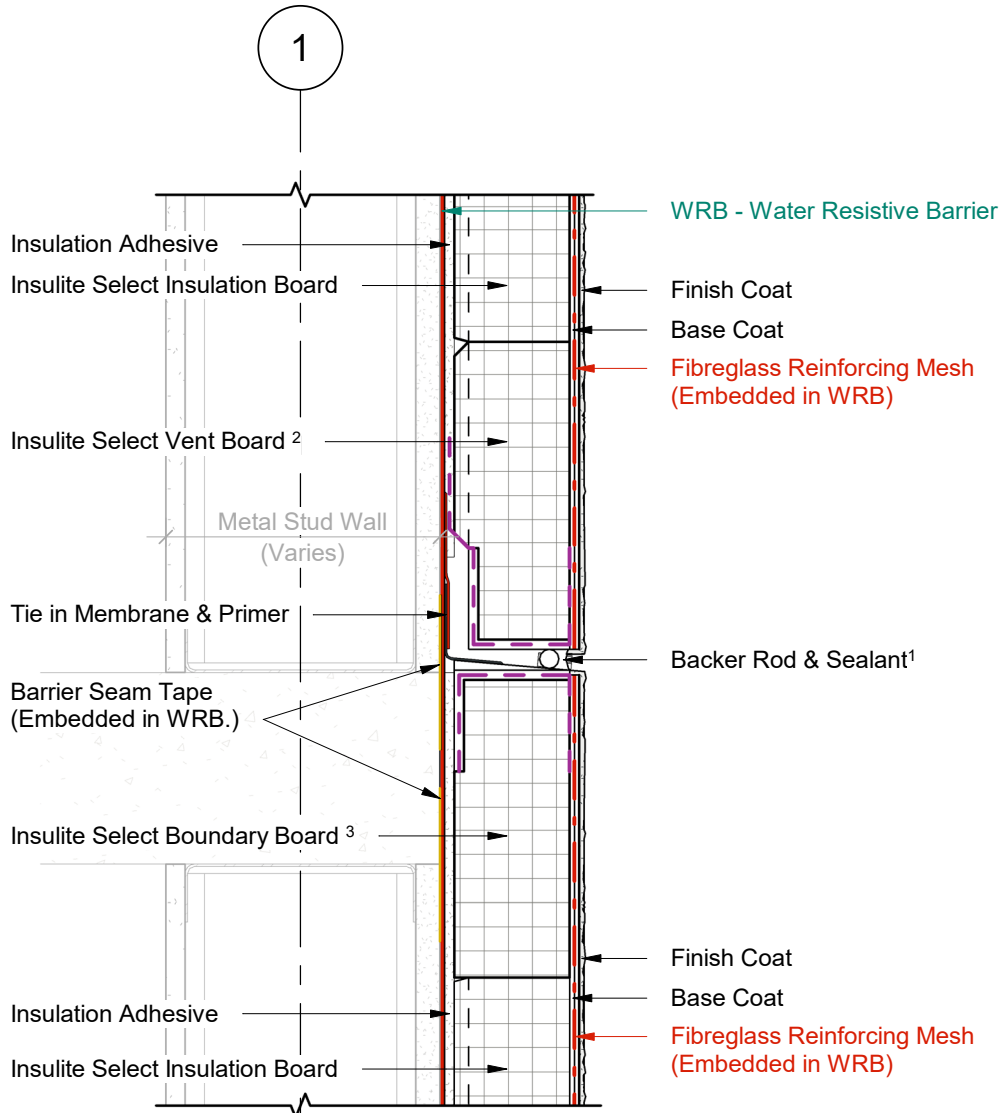 1
WRB - Water Resistive Barrier
Insulation Adhesive
Insulite Select Insulation Board
Finish Coat
Base Coat
Fibreglass Reinforcing Mesh
(Embedded in WRB)
Insulite Select Vent Board ²
Metal Stud Wall
(Varies)
Tie in Membrane & Primer
Backer Rod & Sealant¹
Barrier Seam Tape
(Embedded in WRB.)
Insulite Select Boundary Board ³
Finish Coat
Base Coat
Insulation Adhesive
Fibreglass Reinforcing Mesh
(Embedded in WRB)
Insulite Select Insulation Board